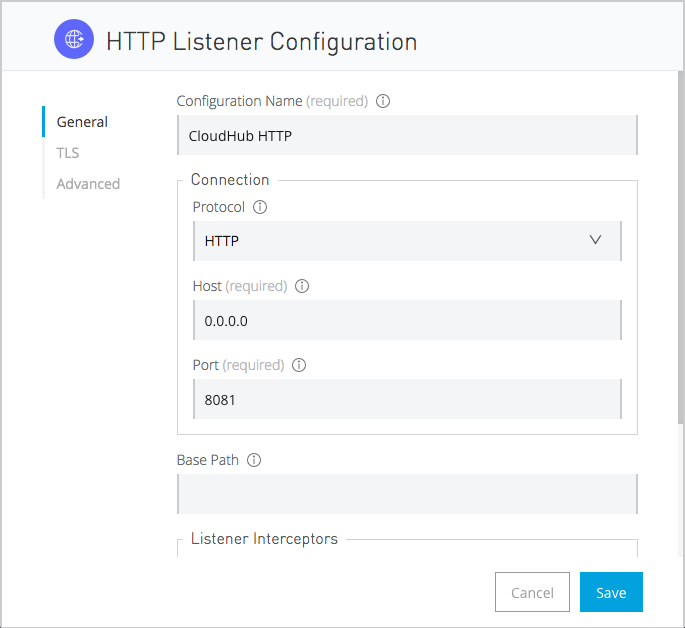 HTTP Listener Configuration
General
TLS
Advanced
Configuration Name (required)
CloudHub HTTP
Connection
Protocol
HTTP
Host (required)
0.0.0.0
Port (required)
8081
Base Path
Listener Interceptors
Cancel
Save